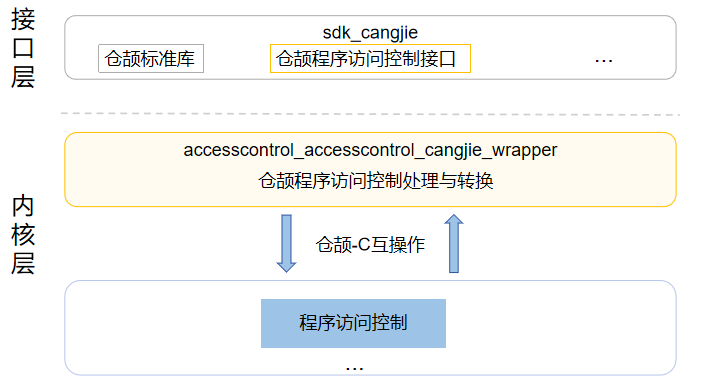 接口层
sdk_cangjie
仓颉标准库
仓颉程序访问控制接口
...
内核层
accesscontrol_accesscontrol_cangjie_wrapper
仓颉程序访问控制处理与转换
仓颉-C互操作
程序访问控制
...